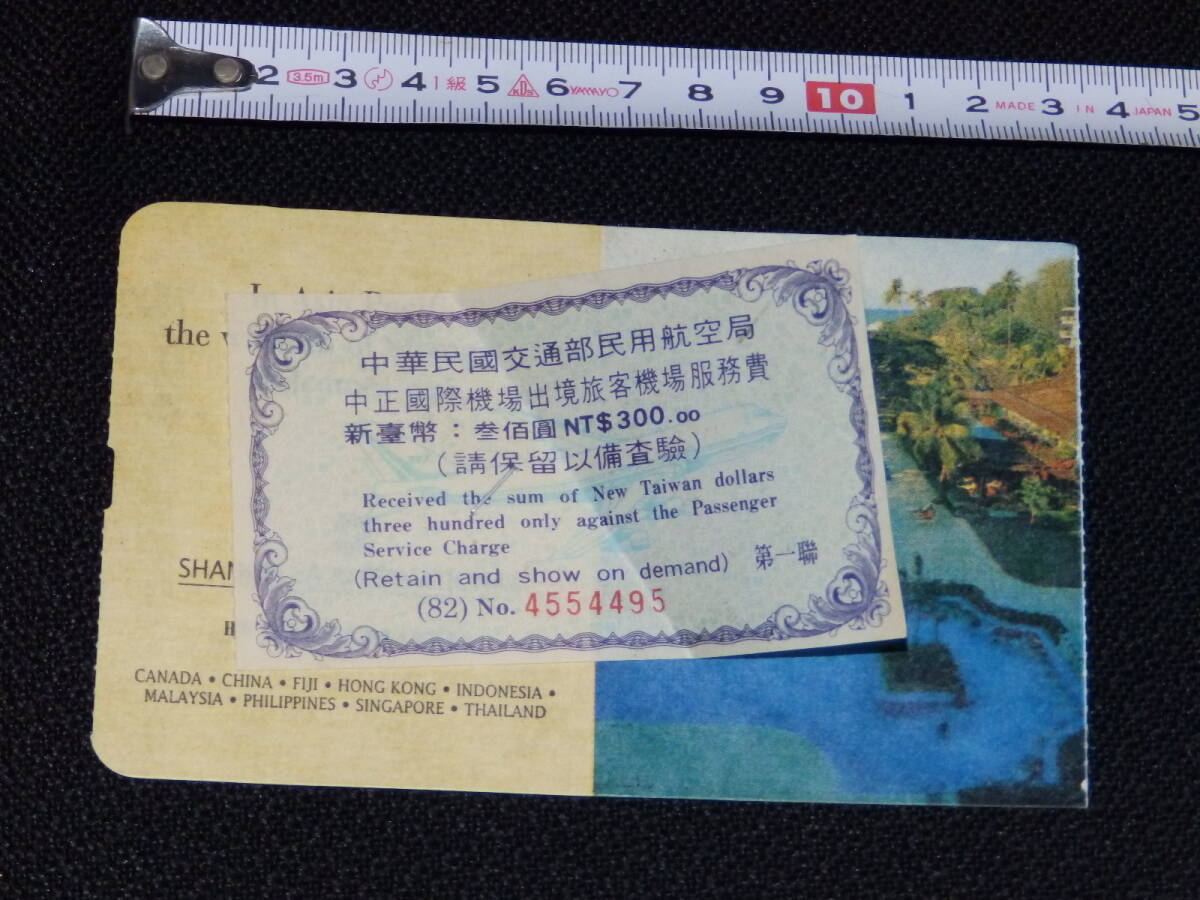 2 3.5m 3 4 1級 5 KDS 6 YAMAYO 7 8 9 10 1 2 MADE 3 IN 4 JAPAN 5
the
中華民國交通部民用航空局
中正國際機場出境旅客機場服務費
新臺幣：叁佰圓 NT$300.00
(請保留以備查驗)
Received the sum of New Taiwan dollars
three hundred only against the Passenger
Service Charge
(Retain and show on demand) 第一聯
(82) No. 4554495
CANADA • CHINA • FIJI • HONG KONG • INDONESIA •
MALAYSIA • PHILIPPINES • SINGAPORE • THAILAND